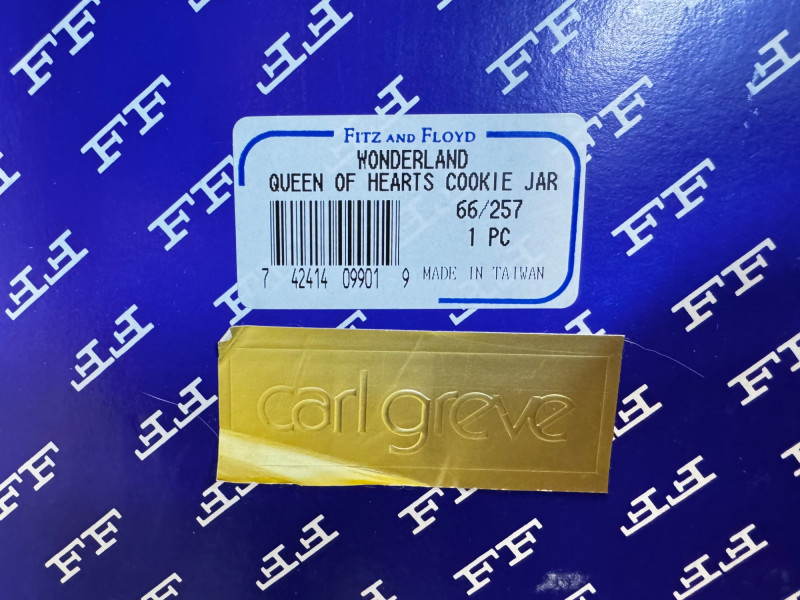 FITZ AND FLOYD
WONDERLAND
QUEEN OF HEARTS COOKIE JAR
66/257
1 PC
7 42414 09901 9
MADE IN TAIWAN
carl greve